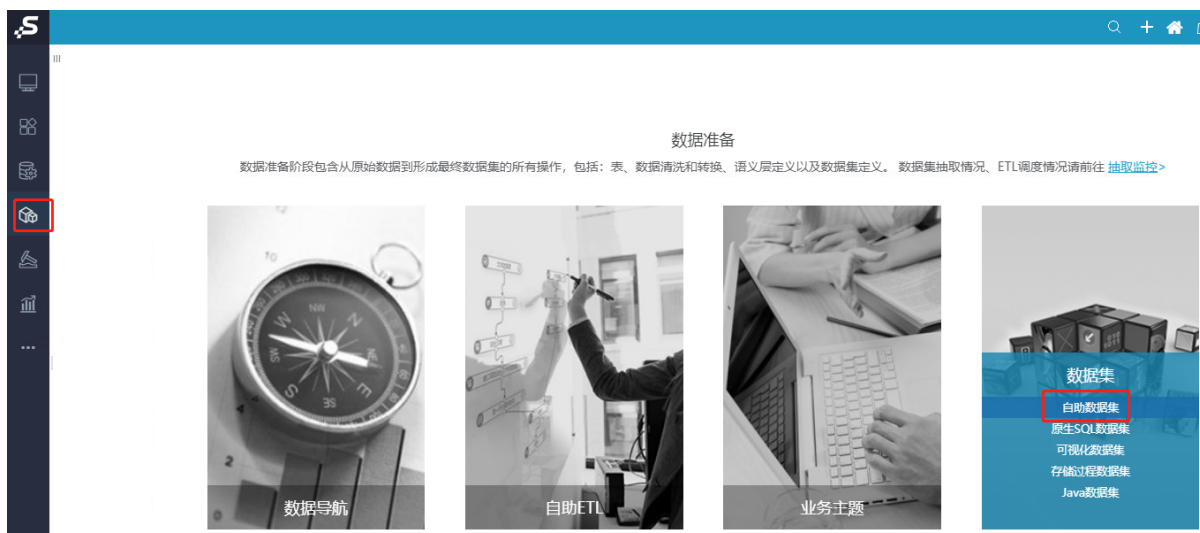 数据准备
数据准备阶段包含从原始数据到形成最终数据集的所有操作，包括：表、数据清洗和转换、语义层定义以及数据集定义。 数据集抽取情况、ETL调度情况请前往 抽取监控>
数据导航
自助ETL
业务主题
数据集
自助数据集
原生SQL数据集
可视化数据集
存储过程数据集
Java数据集